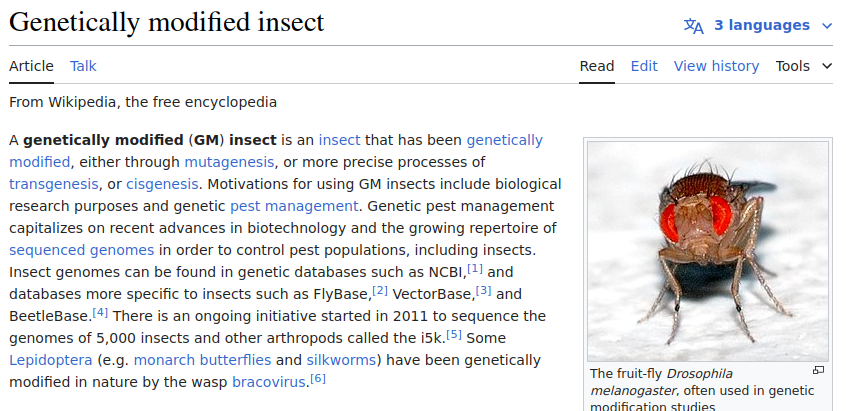 Genetically modified insect
3 languages
Article Talk
Read Edit View history Tools
From Wikipedia, the free encyclopedia
A genetically modified (GM) insect is an insect that has been genetically
modified, either through mutagenesis, or more precise processes of
transgenesis, or cisgenesis. Motivations for using GM insects include biological
research purposes and genetic pest management. Genetic pest management
capitalizes on recent advances in biotechnology and the growing repertoire of
sequenced genomes in order to control pest populations, including insects.
Insect genomes can be found in genetic databases such as NCBI,[1] and
databases more specific to insects such as FlyBase,[2] VectorBase,[3] and
BeetleBase.[4] There is an ongoing initiative started in 2011 to sequence the
genomes of 5,000 insects and other arthropods called the i5k.[5] Some
Lepidoptera (e.g. monarch butterflies and silkworms) have been genetically
modified in nature by the wasp bracovirus.[6]
The fruit-fly Drosophila
melanogaster, often used in genetic
modification studies